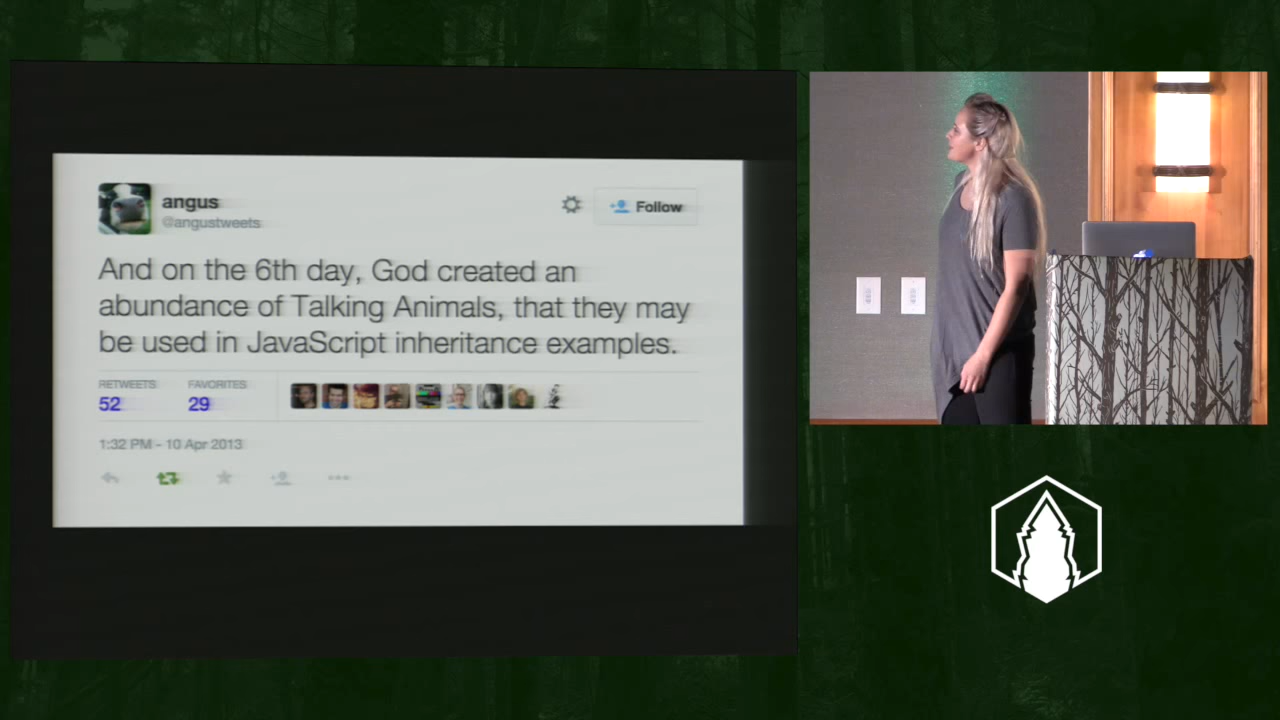 angus
@angustweets
Follow
And on the 6th day, God created an
abundance of Talking Animals, that they may
be used in JavaScript inheritance examples.
RETWEETS
52
FAVORITES
29
1:32 PM - 10 Apr 2013